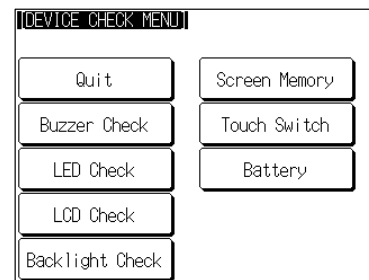 [DEVICE CHECK MENU]
Quit
Screen Memory
Buzzer Check
Touch Switch
LED Check
Battery
LCD Check
Backlight Check